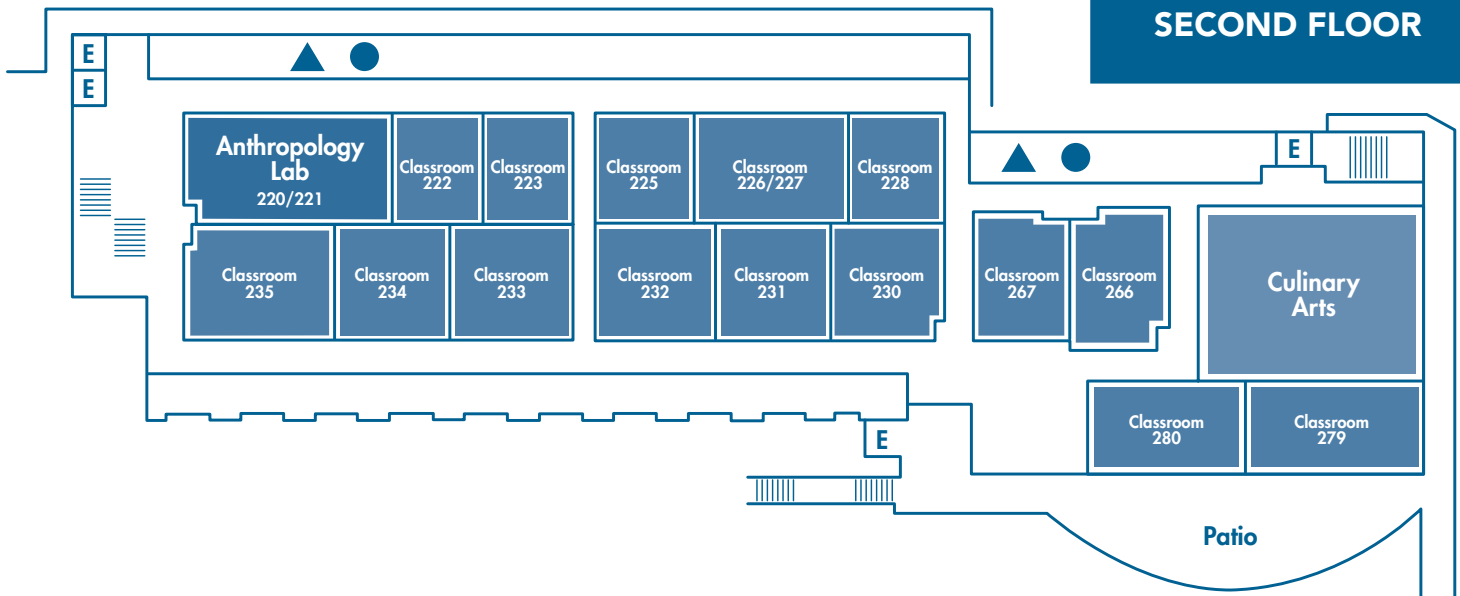 SECOND FLOOR
E
E
Anthropology
Lab
220/221
Classroom
222
Classroom
223
Classroom
225
Classroom
226/227
Classroom
228
E
Classroom
235
Classroom
234
Classroom
233
Classroom
232
Classroom
231
Classroom
230
Classroom
267
Classroom
266
Culinary
Arts
Classroom
280
Classroom
279
E
Patio